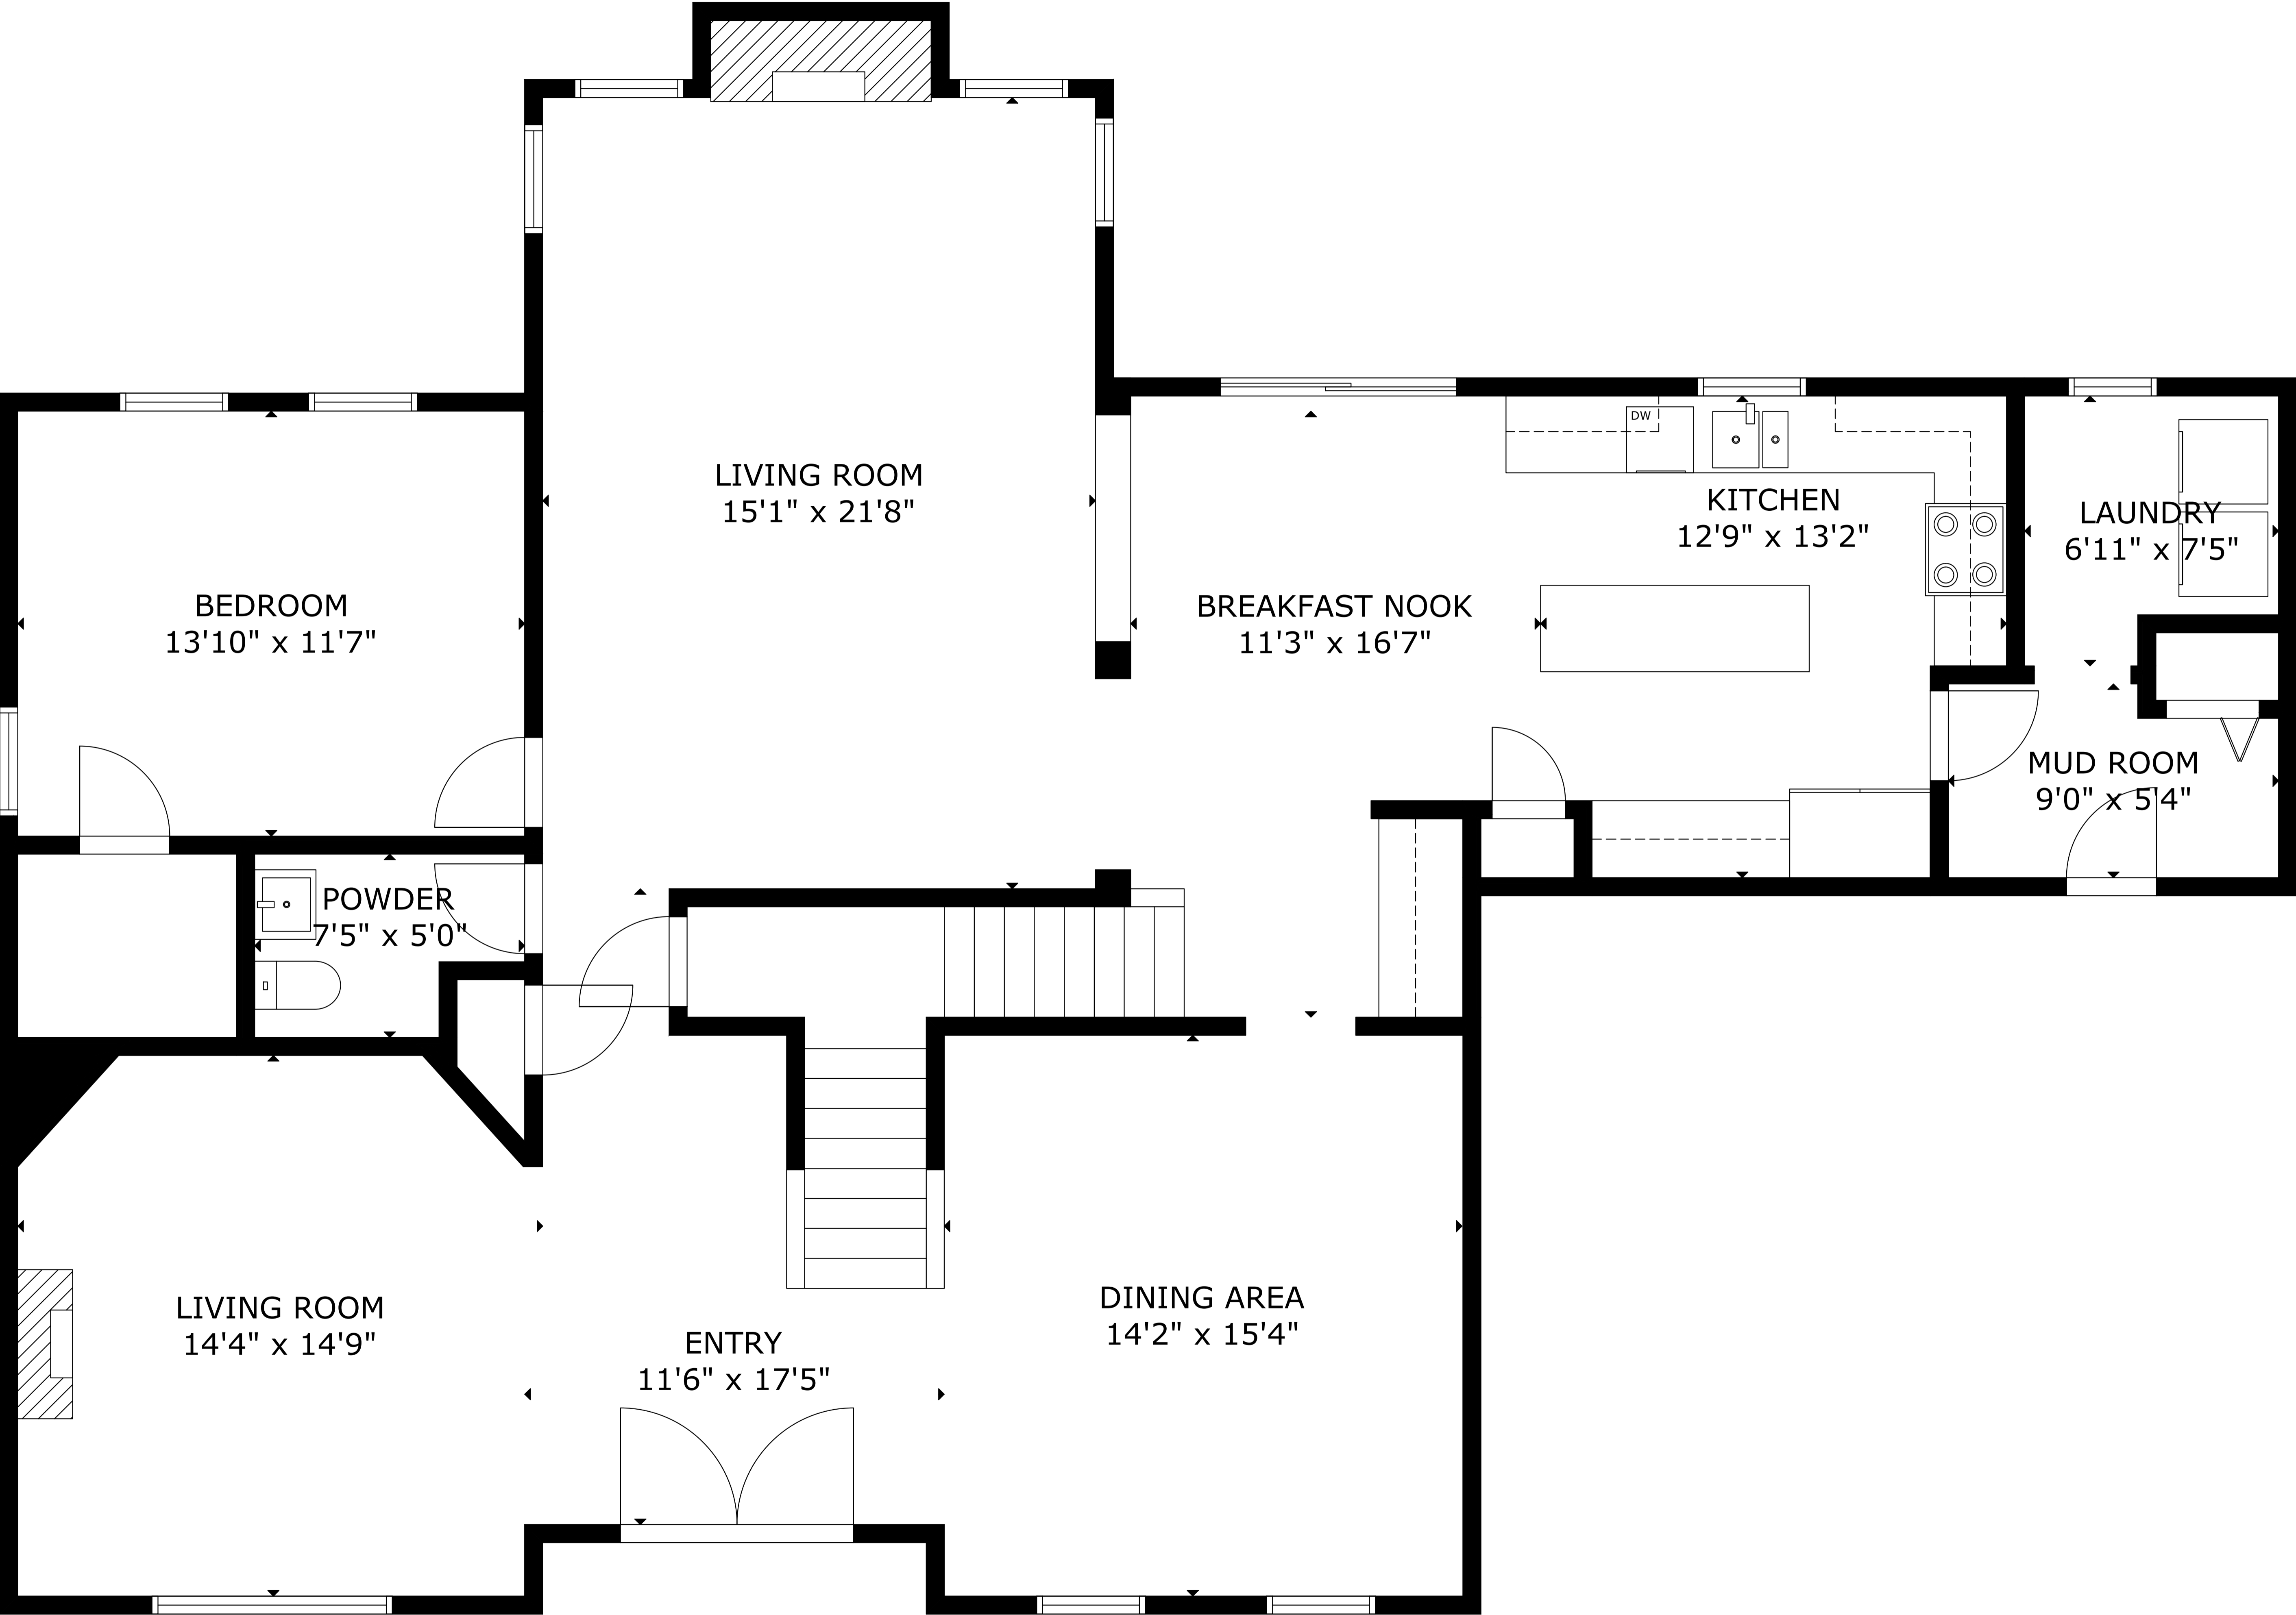 DW
LIVING ROOM
15'1" x 21'8"
KITCHEN
12'9" x 13'2"
LAUNDRY
6'11" x 7'5"
BEDROOM
13'10" x 11'7"
BREAKFAST NOOK
11'3" x 16'7"
MUD ROOM
9'0" x 5'4"
POWDER
7'5" x 5'0"
LIVING ROOM
14'4" x 14'9"
ENTRY
11'6" x 17'5"
DINING AREA
14'2" x 15'4"